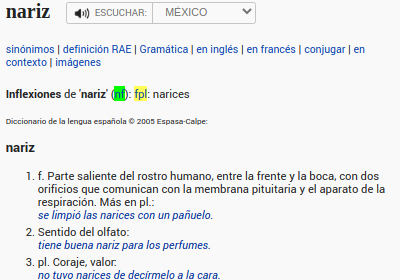 nariz
ESCUCHAR: MÉXICO
sinónimos | definición RAE | Gramática | en inglés | en francés | conjugar | en
contexto | imágenes
Inflexiones de 'nariz' (nf): fpl: narices
Diccionario de la lengua española © 2005 Espasa-Calpe:
nariz
1. f. Parte saliente del rostro humano, entre la frente y la boca, con dos
orificios que comunican con la membrana pituitaria y el aparato de la
respiración. Más en pl.:
se limpió las narices con un pañuelo.
2. Sentido del olfato:
tiene buena nariz para los perfumes.
3. pl. Coraje, valor:
no tuvo narices de decírmelo a la cara.